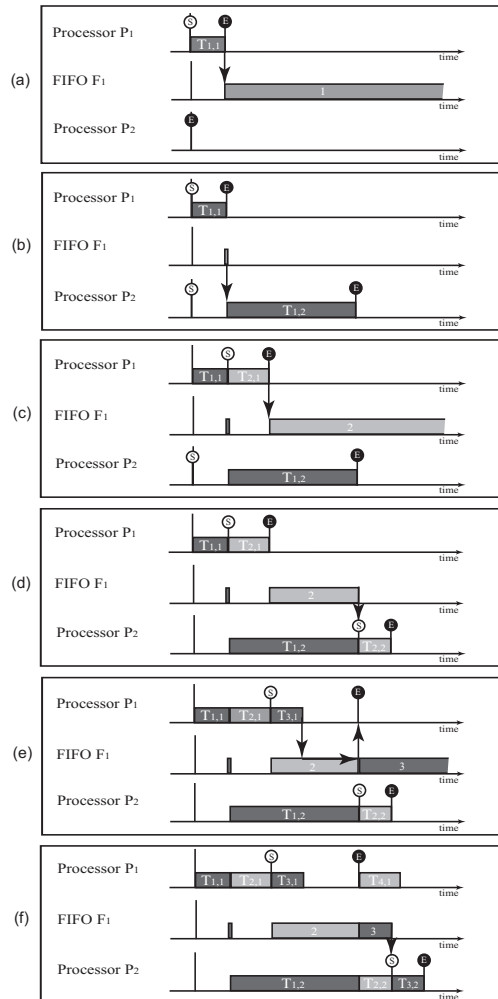 (a)
Processor P1
S
E
T1,1
time
FIFO F1
1
time
Processor P2
E
time
(b)
Processor P1
S
E
T1,1
time
FIFO F1
time
Processor P2
S
E
T1,2
time
(c)
Processor P1
S
E
T1,1
T2,1
time
FIFO F1
2
time
Processor P2
S
E
T1,2
time
(d)
Processor P1
S
E
T1,1
T2,1
time
FIFO F1
2
time
Processor P2
S
E
T1,2
T2,2
time
(e)
Processor P1
S
E
T1,1
T2,1
T3,1
time
FIFO F1
2
3
time
Processor P2
S
E
T1,2
T2,2
time
(f)
Processor P1
S
E
T1,1
T2,1
T3,1
T4,1
time
FIFO F1
2
3
time
Processor P2
S
E
T1,2
T2,2
T3,2
time